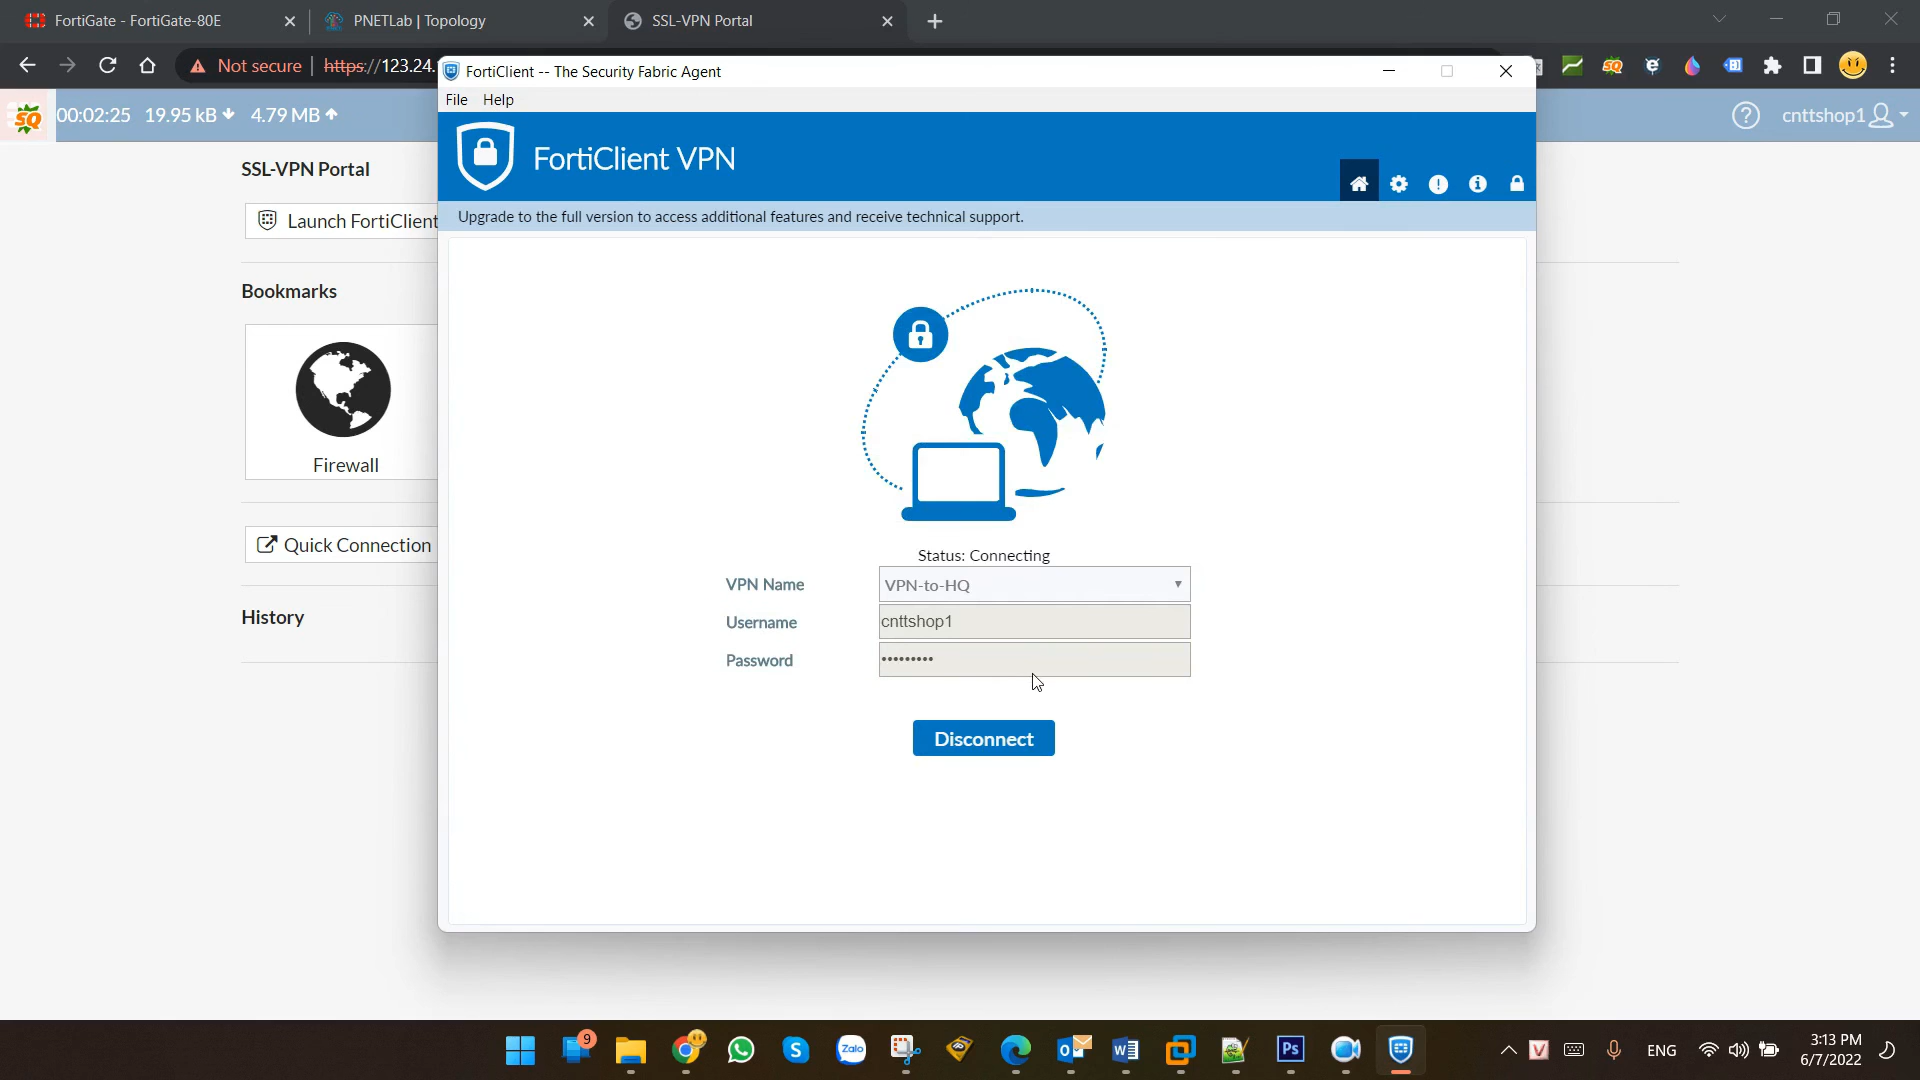 FortiGate - FortiGate-80E
PNETLab | Topology
SSL-VPN Portal
Not secure
https://123.24.
FortiClient -- The Security Fabric Agent
File Help
00:02:25 19.95 kB 4.79 MB
cnttshop1
FortiClient VPN
Upgrade to the full version to access additional features and receive technical support.
SSL-VPN Portal
Launch FortiClient
Bookmarks
Firewall
Quick Connection
History
Status: Connecting
VPN Name VPN-to-HQ
Username cnttshop1
Password •••••••••
Disconnect
9
Zalo
Ps
V
ENG
3:13 PM
6/7/2022